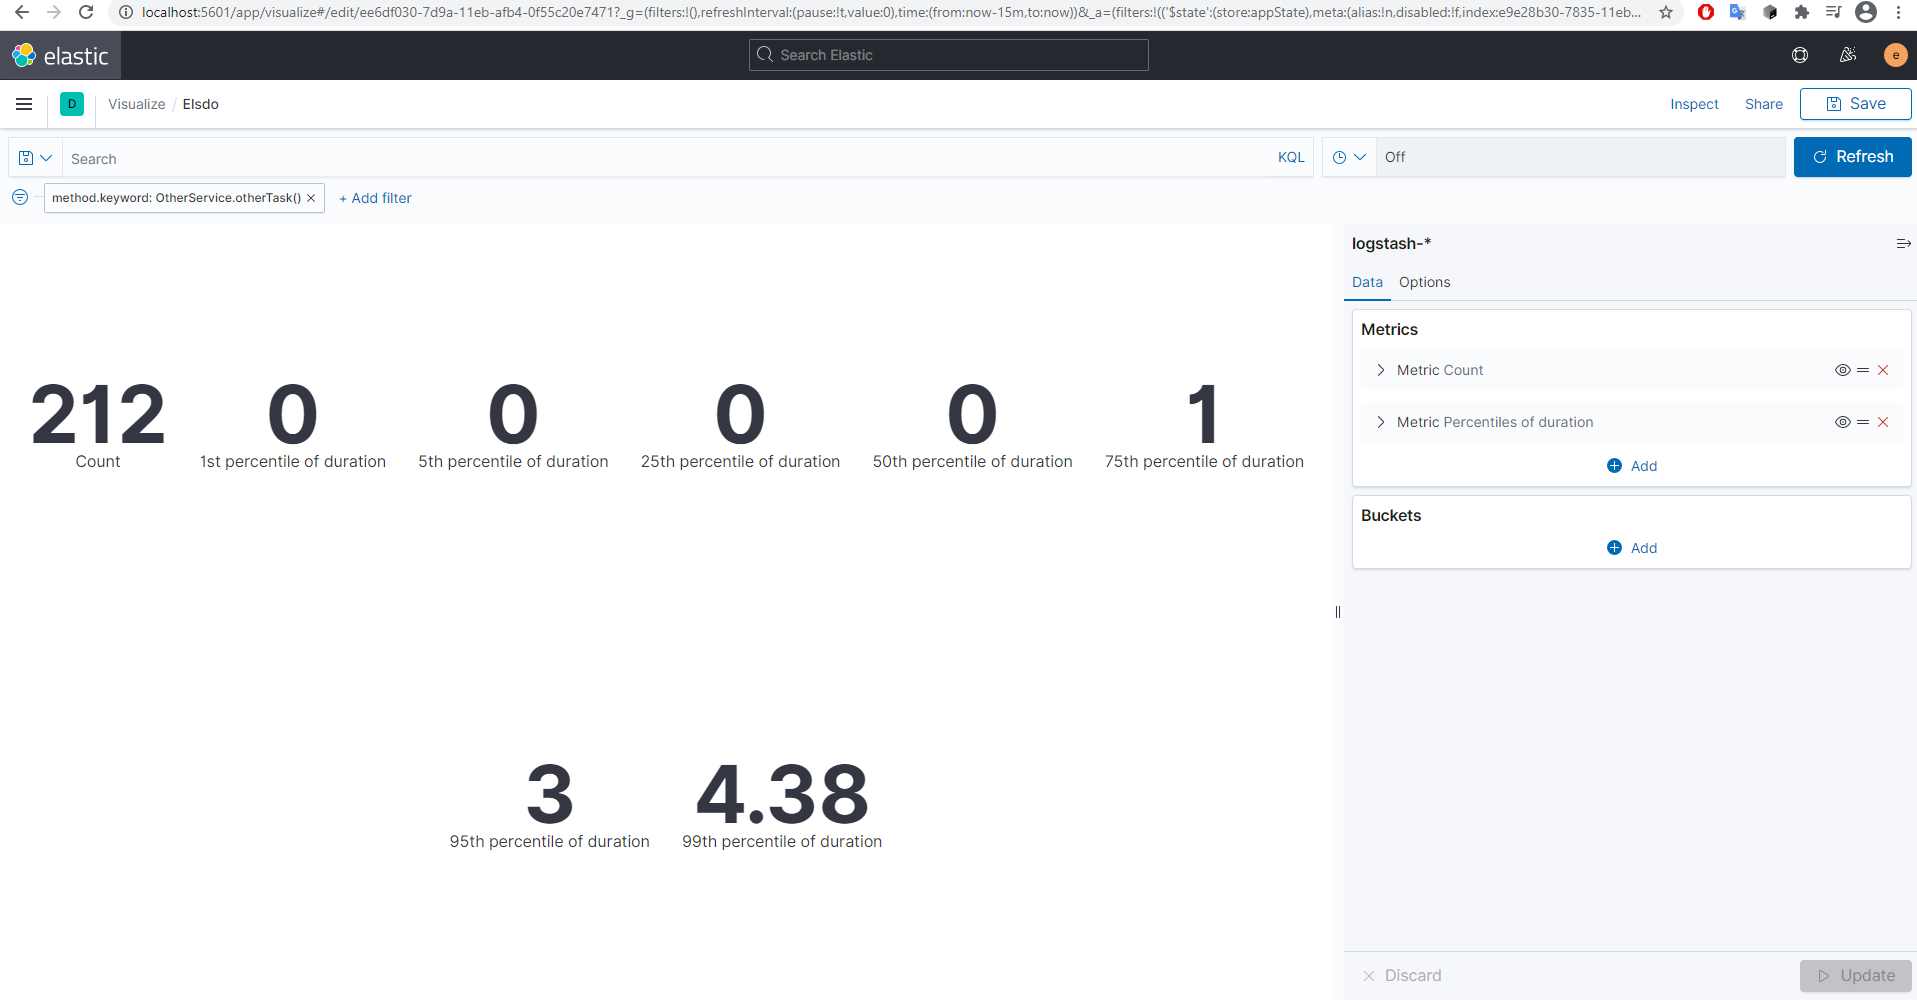 localhost:5601/app/visualize#/edit/ee6df030-7d9a-11eb-afb4-0f55c20e7471?_g=(filters:!(),refreshInterval:(pause:!t,value:0),time:(from:now-15m,to:now))&_a=(filters:!(('$state':(store:appState),meta:(alias:!n,disabled:!f,index:e9e28b30-7835-11eb...
elastic
Search Elastic
e
D
Visualize / Elsdo
Inspect
Share
Save
Search
KQL
Off
Refresh
method.keyword: OtherService.otherTask() ×
+ Add filter
212
Count
0
1st percentile of duration
0
5th percentile of duration
0
25th percentile of duration
0
50th percentile of duration
1
75th percentile of duration
3
95th percentile of duration
4.38
99th percentile of duration
logstash-*
Data
Options
Metrics
Metric Count
Metric Percentiles of duration
Add
Buckets
Add
Discard
Update